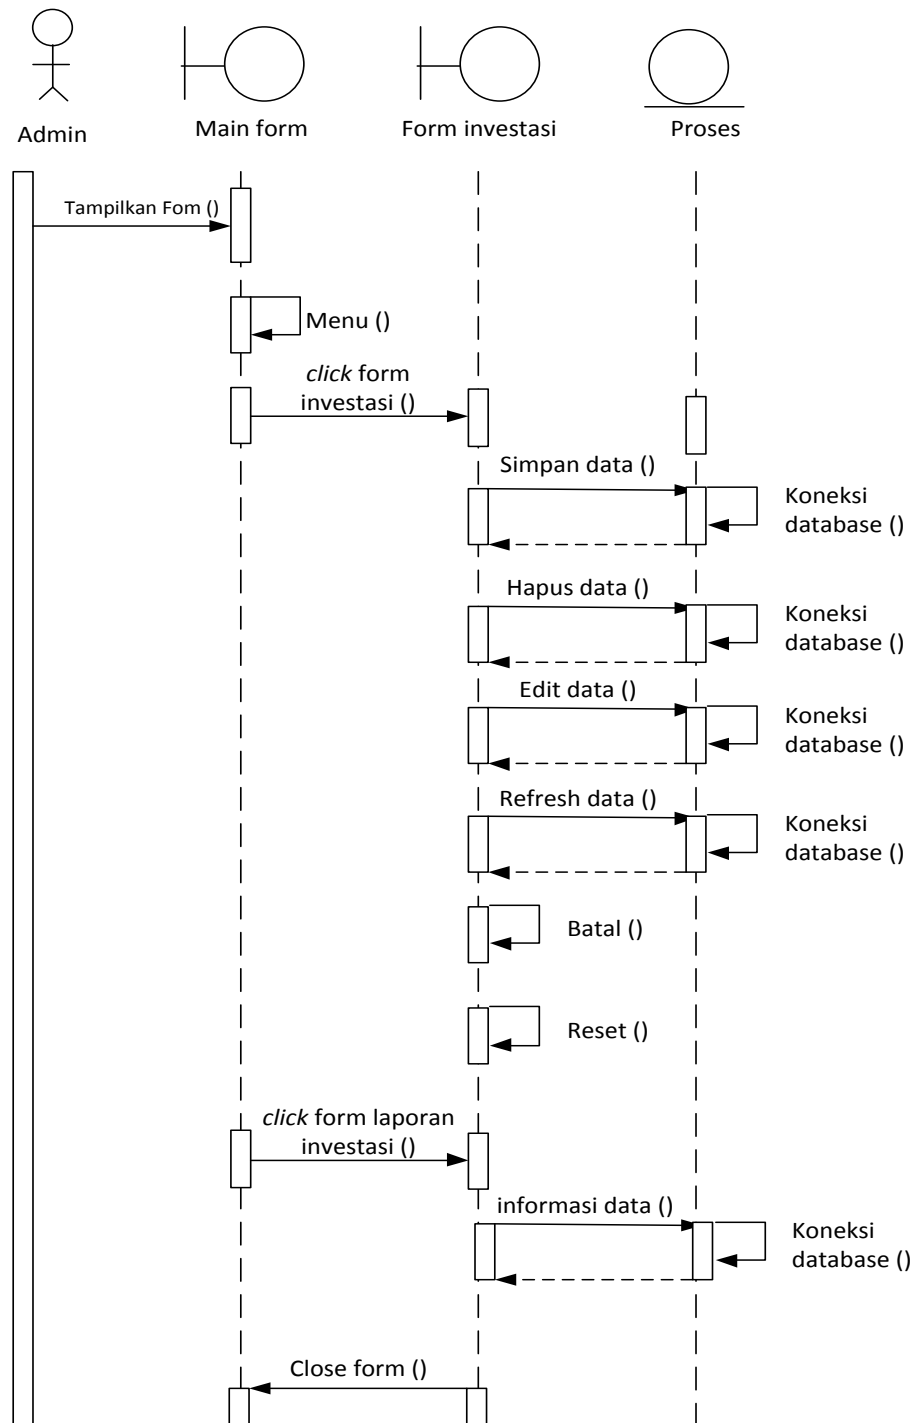 Admin
Main form
Form investasi
Proses
Tampilkan Fom ()
Menu ()
click form
investasi ()
Simpan data ()
Koneksi
database ()
Hapus data ()
Koneksi
database ()
Edit data ()
Koneksi
database ()
Refresh data ()
Koneksi
database ()
Batal ()
Reset ()
click form laporan
investasi ()
informasi data ()
Koneksi
database ()
Close form ()